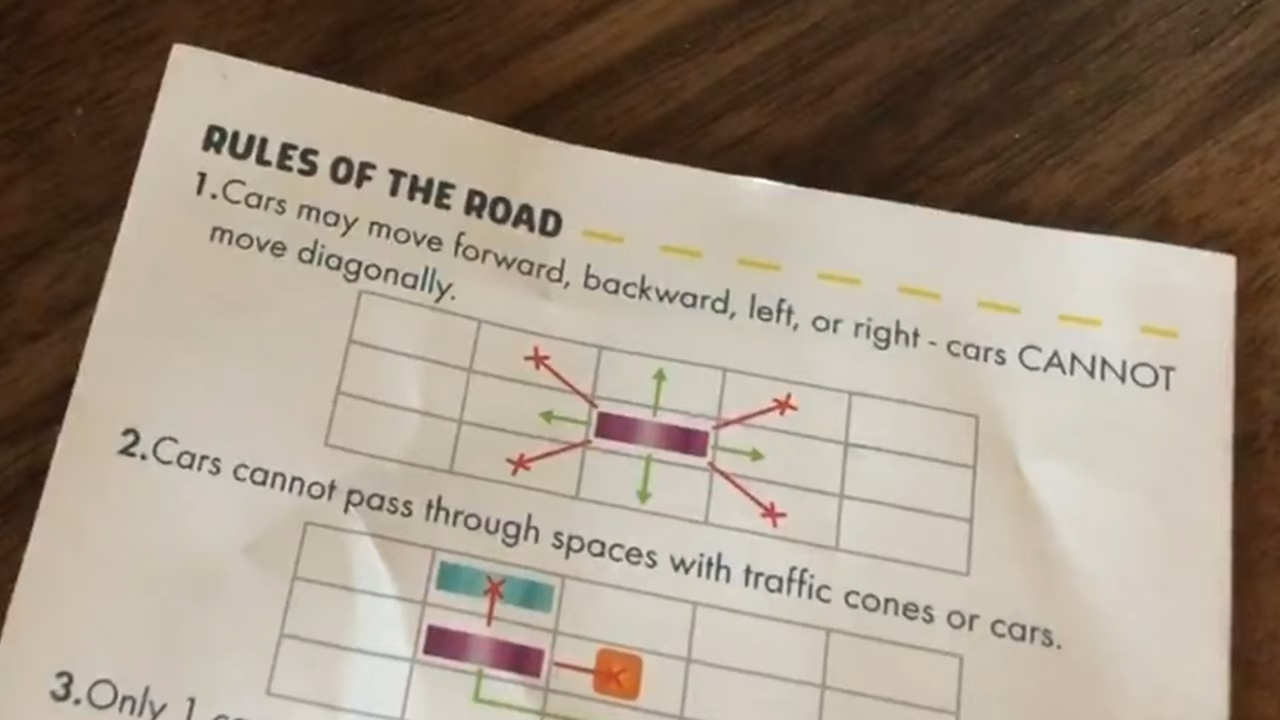 RULES OF THE ROAD
1.Cars may move forward, backward, left, or right - cars CANNOT
move diagonally.
2.Cars cannot pass through spaces with traffic cones or cars.
3.Only 1